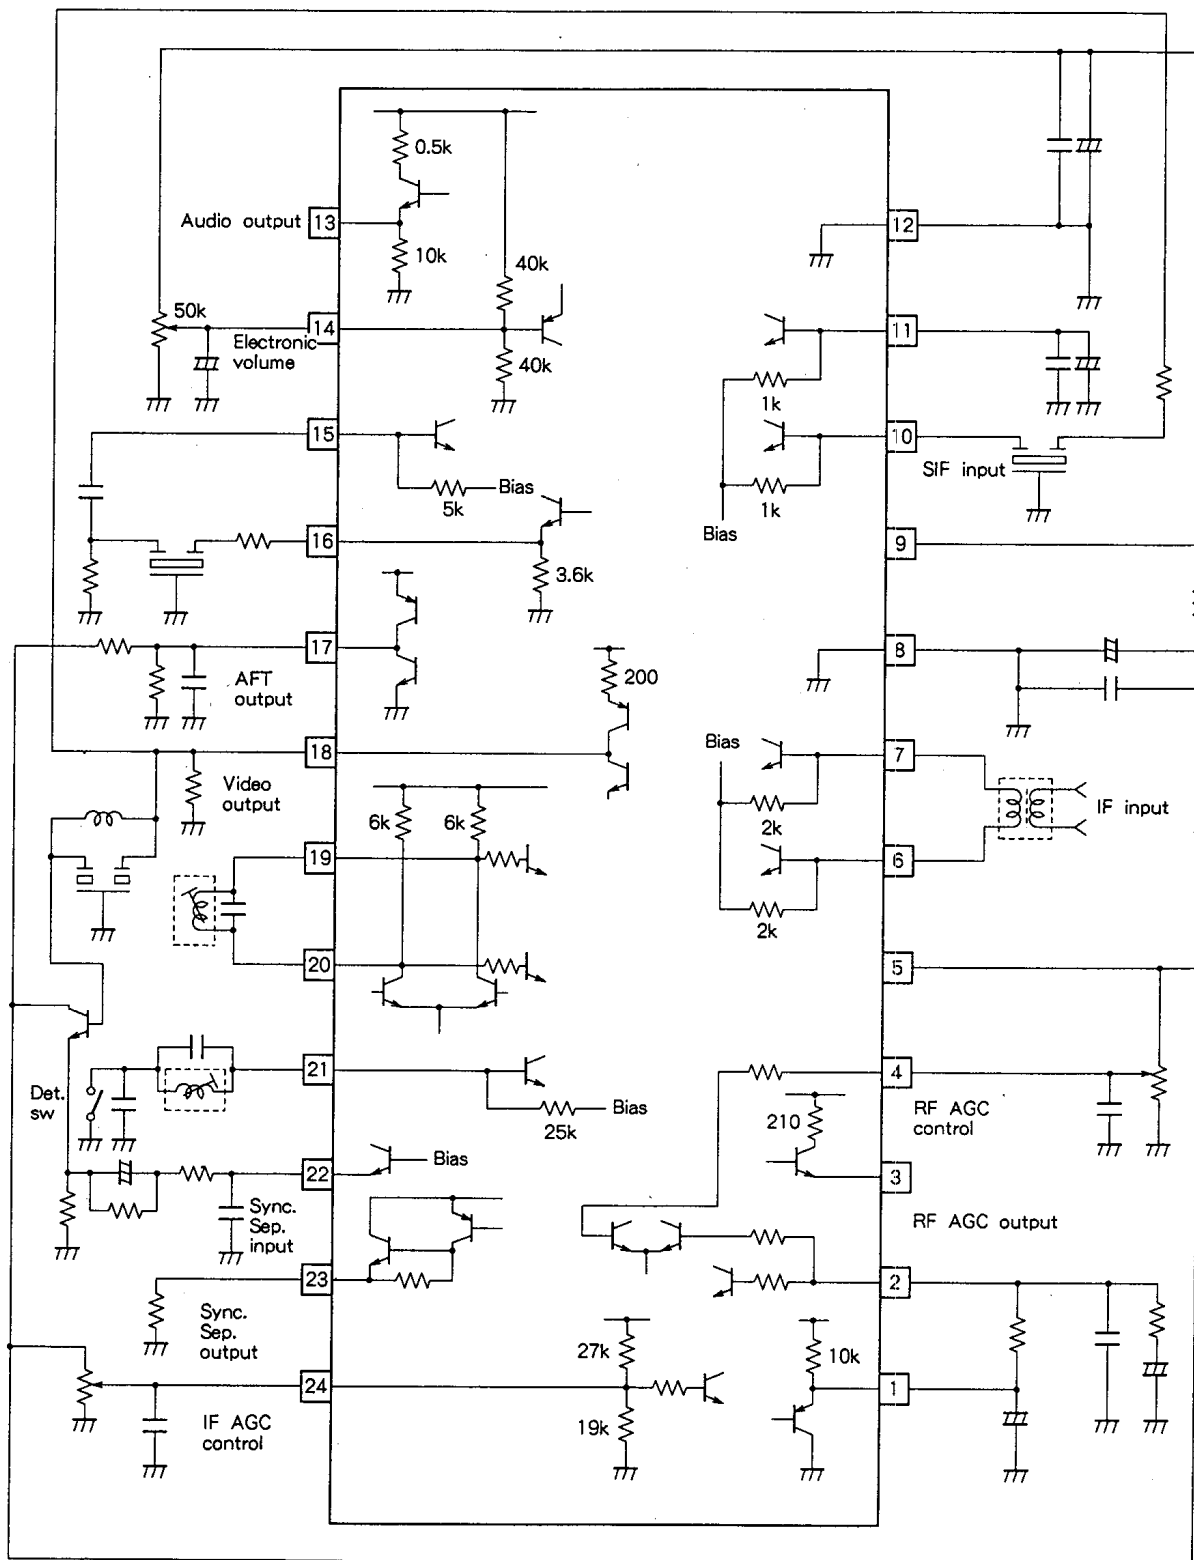 0.5k
Audio output 13
12
10k
40k
50k
14
11
Electronic
volume
40k
1k
15
10
SIF input
Bias
5k
1k
Bias
16
9
3.6k
17
8
AFT
output
200
Bias
18
7
Video
output
IF input
6k 6k
2k
19
6
2k
20
5
21
4
Det.
sw
RF AGC
control
Bias
25k
210
Bias
22
3
Sync.
Sep.
input
RF AGC output
23
2
Sync.
Sep.
output
27k
10k
24
1
IF AGC
control
19k